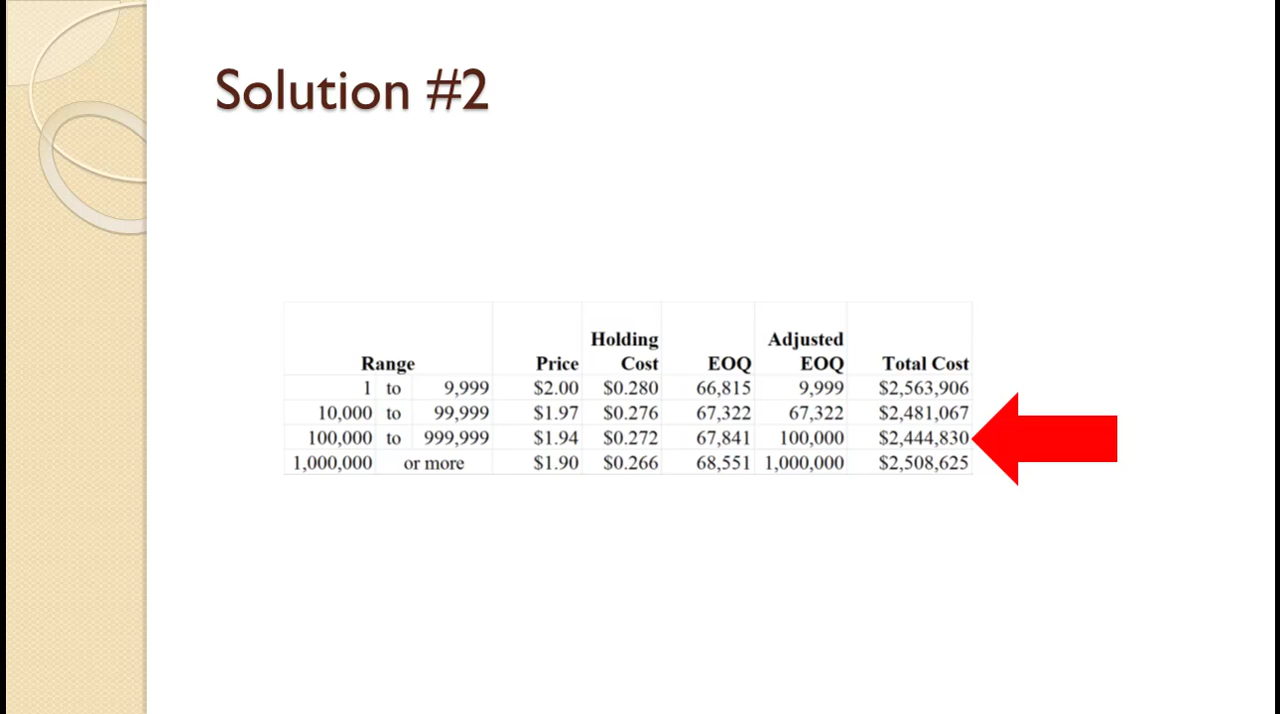 Solution #2
Holding Adjusted
Range Price Cost EOQ EOQ Total Cost
1 to 9,999 $2.00 $0.280 66,815 9,999 $2,563,906
10,000 to 99,999 $1.97 $0.276 67,322 67,322 $2,481,067
100,000 to 999,999 $1.94 $0.272 67,841 100,000 $2,444,830
1,000,000 or more $1.90 $0.266 68,551 1,000,000 $2,508,625